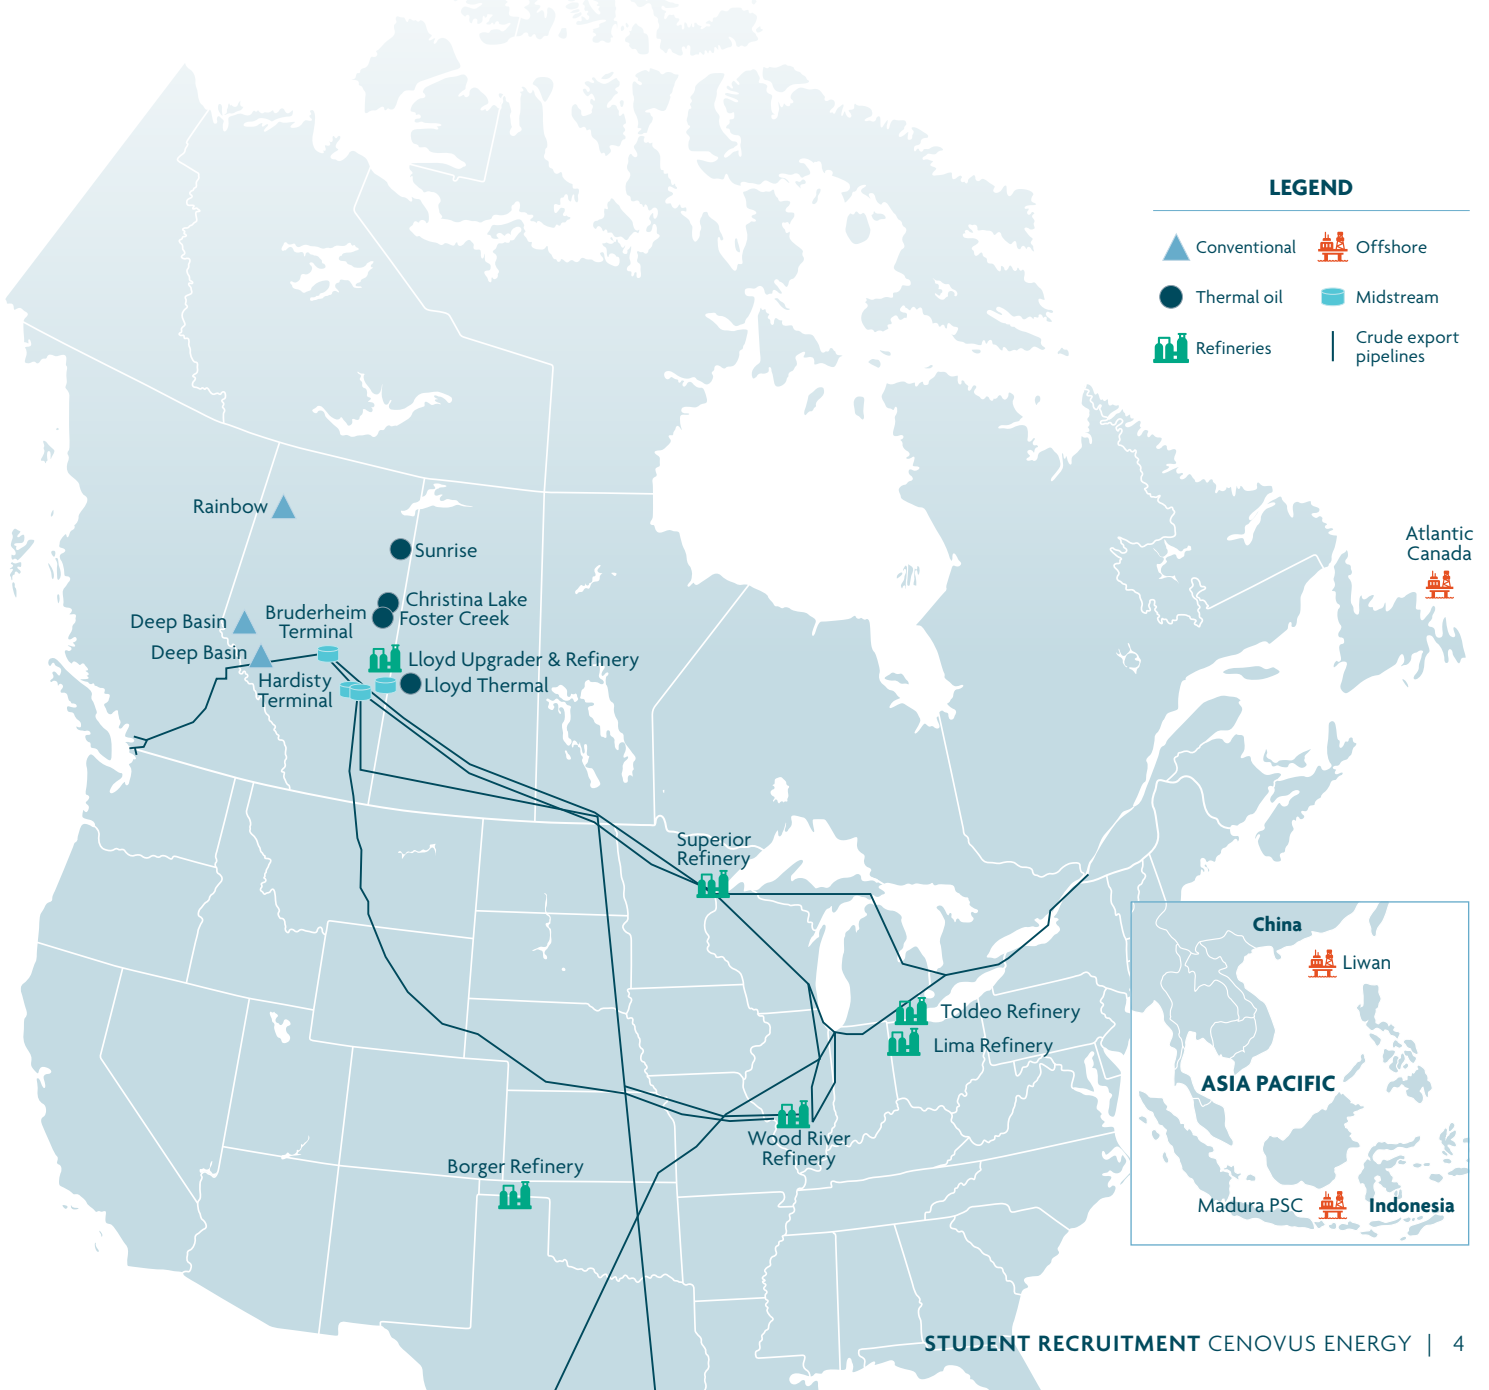 LEGEND
Conventional
Offshore
Thermal oil
Midstream
Refineries
Crude export
pipelines
Rainbow
Sunrise
Atlantic
Canada
Christina Lake
Foster Creek
Deep Basin
Bruderheim
Terminal
Deep Basin
Lloyd Upgrader & Refinery
Hardisty
Terminal
Lloyd Thermal
Superior
Refinery
China
Liwan
Toldeo Refinery
Lima Refinery
ASIA PACIFIC
Wood River
Refinery
Borger Refinery
Madura PSC
Indonesia
STUDENT RECRUITMENT CENOVUS ENERGY | 4